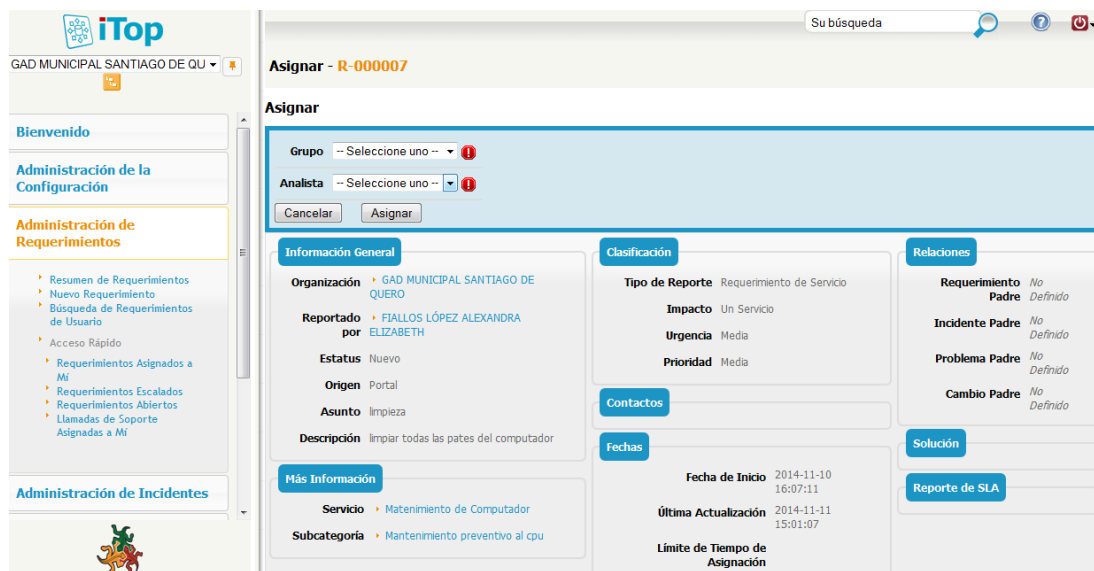 iTop
Su búsqueda
GAD MUNICIPAL SANTIAGO DE QU
Asignar - R-000007
Asignar
Bienvenido
Administración de la
Configuración
Administración de
Requerimientos
Resumen de Requerimientos
Nuevo Requerimiento
Búsqueda de Requerimientos
de Usuario
Acceso Rápido
Requerimientos Asignados a
Mí
Requerimientos Escalados
Requerimientos Abiertos
Llamadas de Soporte
Asignadas a Mí
Administración de Incidentes
Grupo -- Seleccione uno --
Analista -- Seleccione uno --
Cancelar Asignar
Información General
Organización GAD MUNICIPAL SANTIAGO DE
QUERO
Reportado FIALLOS LÓPEZ ALEXANDRA
por ELIZABETH
Estatus Nuevo
Origen Portal
Asunto limpieza
Descripción limpiar todas las pates del computador
Más Información
Servicio Matenimiento de Computador
Subcategoría Mantenimiento preventivo al cpu
Clasificación
Tipo de Reporte Requerimiento de Servicio
Impacto Un Servicio
Urgencia Media
Prioridad Media
Contactos
Fechas
Fecha de Inicio 2014-11-10
16:07:11
Última Actualización 2014-11-11
15:01:07
Límite de Tiempo de
Asignación
Relaciones
Requerimiento No
Padre Definido
Incidente Padre No
Definido
Problema Padre No
Definido
Cambio Padre No
Definido
Solución
Reporte de SLA